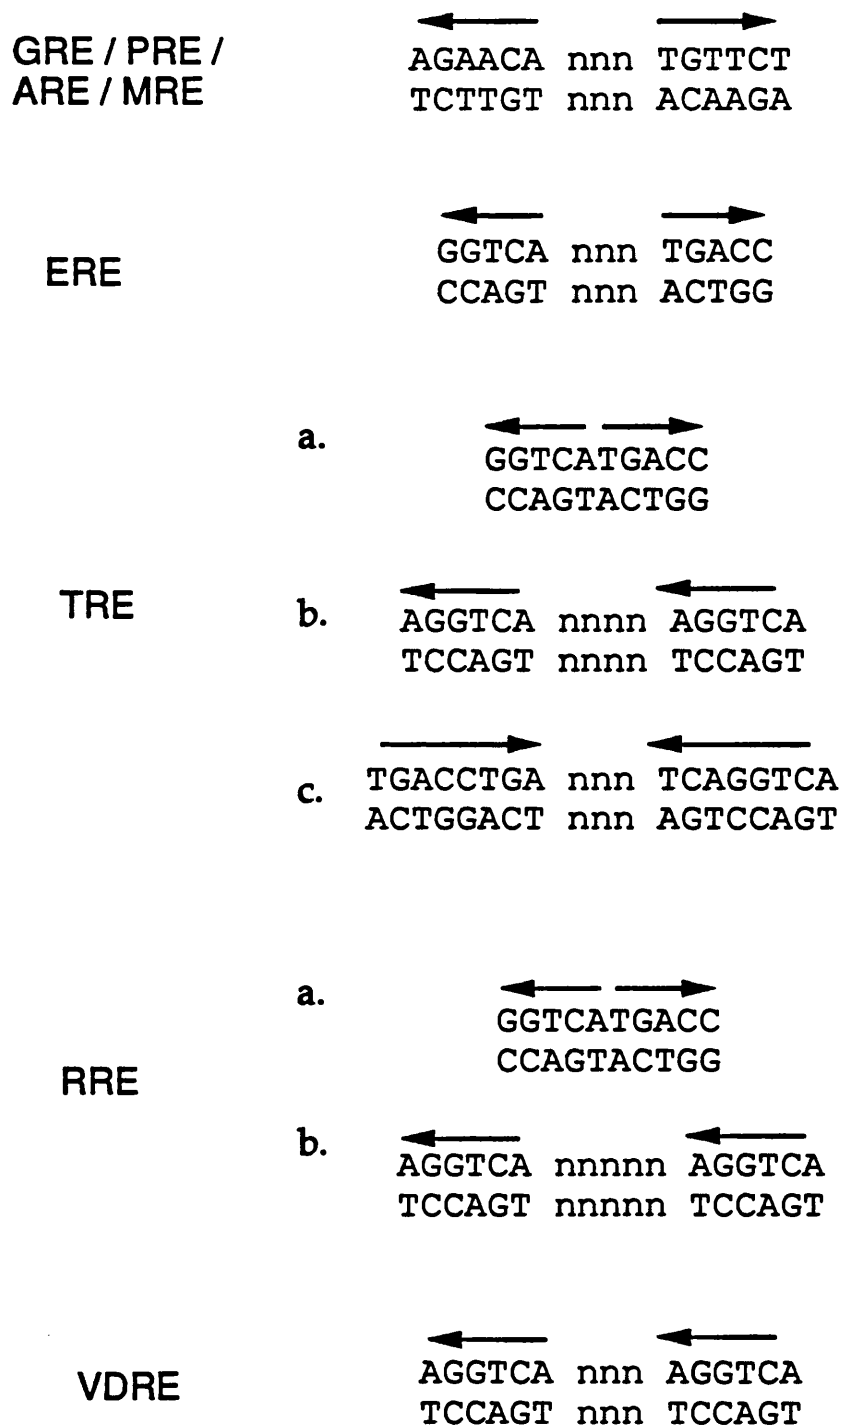 GRE / PRE /
ARE / MRE
AGAACA nnn TGTTCT
TCTTGT nnn ACAAGA
ERE
GGTCA nnn TGACC
CCAGT nnn ACTGG
TRE
a.
GGTCATGACC
CCAGTACTGG
b.
AGGTCA nnnn AGGTCA
TCCAGT nnnn TCCAGT
c.
TGACCTGA nnn TCAGGTCA
ACTGGACT nnn AGTCCAGT
RRE
a.
GGTCATGACC
CCAGTACTGG
b.
AGGTCA nnnnn AGGTCA
TCCAGT nnnnn TCCAGT
VDRE
AGGTCA nnn AGGTCA
TCCAGT nnn TCCAGT